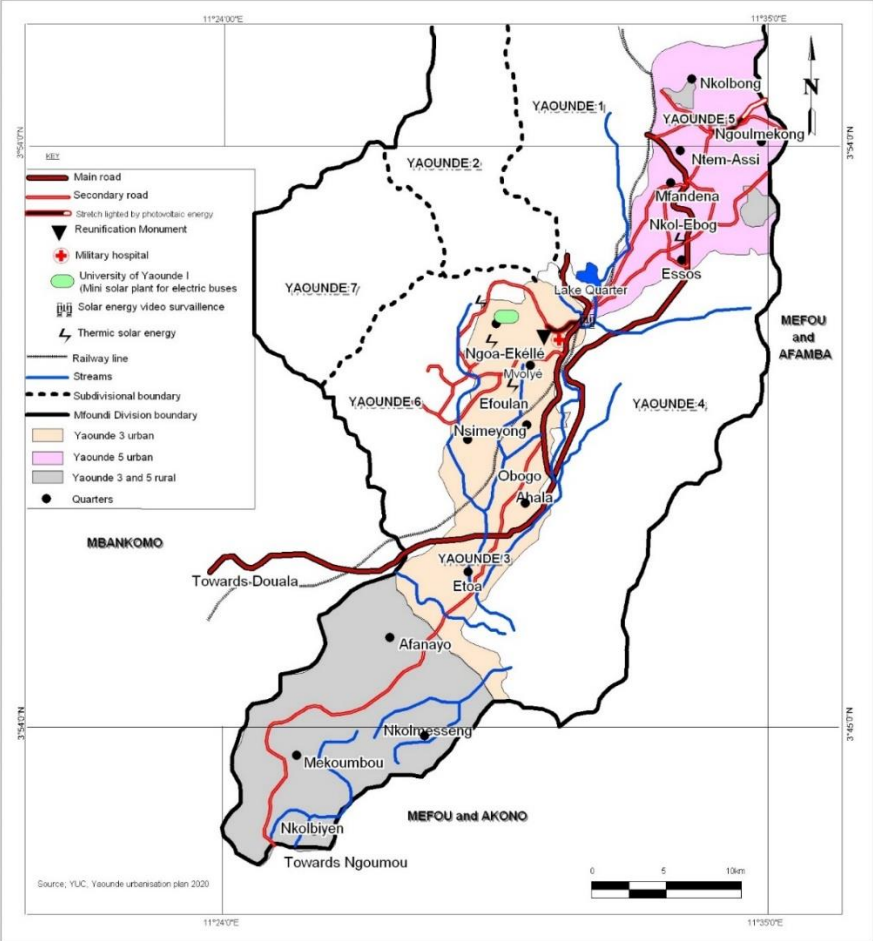 11°24'00"E
11°35'0"E
Nkolbong
N
YAOUNDE 1
YAOUNDE 5
Ngoulmekong
3°54'0"N
3°54'0"N
KEY
Main road
Secondary road
Stretch lighted by photovoltaic energy
Reunification Monument
Military hospital
University of Yaounde I
(Mini solar plant for electric buses
Solar energy video survaillence
Thermic solar energy
Railway line
Streams
Subdivisional boundary
Mfoundi Division boundary
Yaounde 3 urban
Yaounde 5 urban
Yaounde 3 and 5 rural
Quarters
YAOUNDE 2
Ntem-Assi
Mfandena
Nkol-Ebog
Essos
Lake Quarter
YAOUNDE 7
MEFOU
and
AFAMBA
Ngoa-Ekéllé
Mvolyé
YAOUNDE 6
Efoulan
YAOUNDE 4
Nsimeyong
Obogo
Ahala
MBANKOMO
YAOUNDE 3
Towards Douala
Etoa
Afanayo
3°54'0"N
3°45'0"N
Nkolmesseng
Mekoumbou
MEFOU and AKONO
Nkolbiyen
Towards Ngoumou
0 5 10km
Source; YUC, Yaounde urbanisation plan 2020
11°24'0"E
11°35'0"E